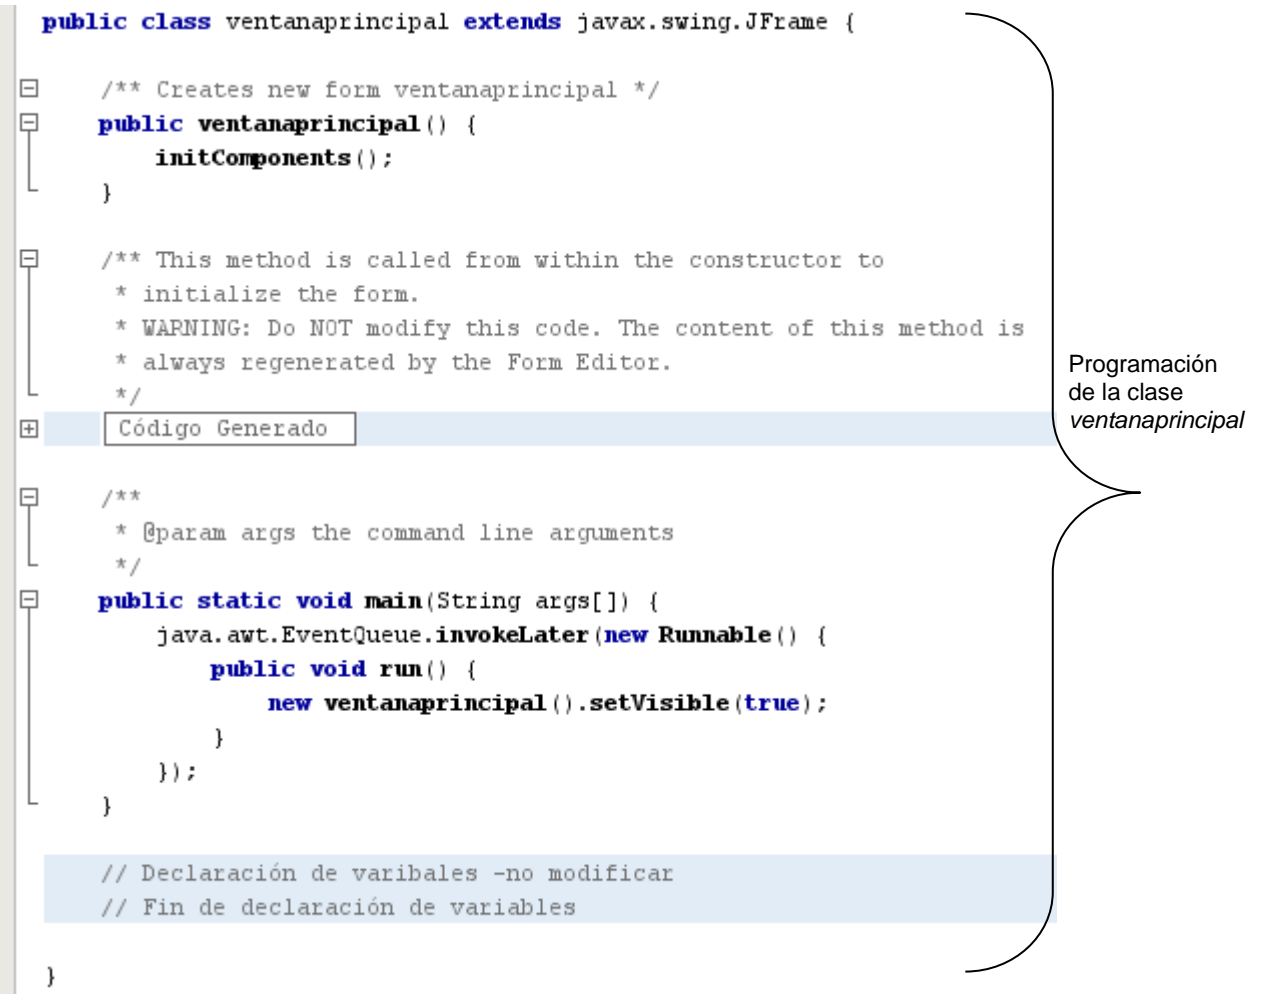 public class ventanaprincipal extends javax.swing.JFrame {
/** Creates new form ventanaprincipal */
public ventanaprincipal() {
initComponents();
}
/** This method is called from within the constructor to
* initialize the form.
* WARNING: Do NOT modify this code. The content of this method is
* always regenerated by the Form Editor.
*/
Código Generado
/**
* @param args the command line arguments
*/
public static void main(String args[]) {
java.awt.EventQueue.invokeLater(new Runnable() {
public void run() {
new ventanaprincipal().setVisible(true);
}
});
}
// Declaración de varibales -no modificar
// Fin de declaración de variables
}
Programación
de la clase
ventanaprincipal